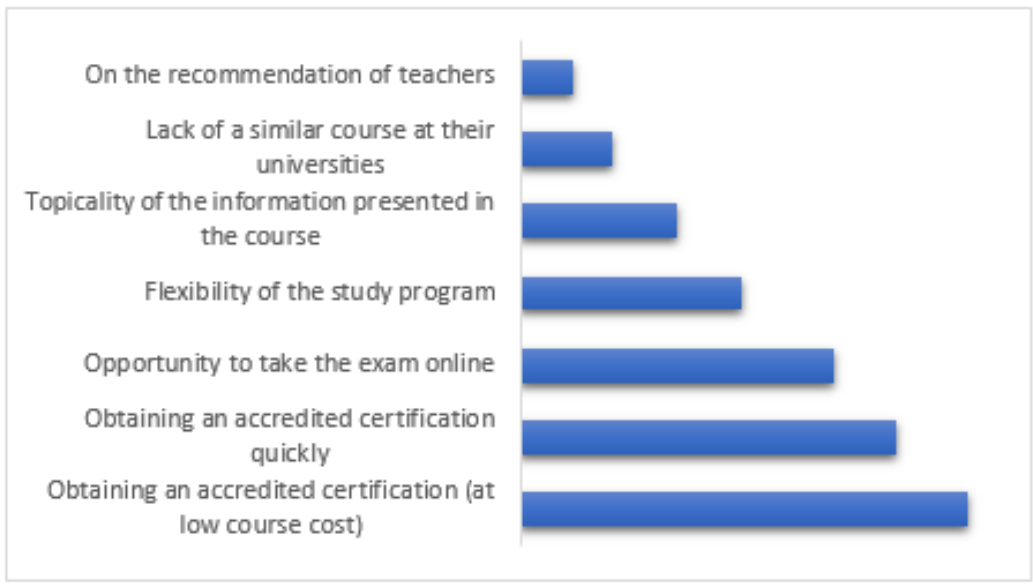 On the recommendation of teachers
Lack of a similar course at their
universities
Topicality of the information presented in
the course
Flexibility of the study program
Opportunity to take the exam online
Obtaining an accredited certification
quickly
Obtaining an accredited certification (at
low course cost)